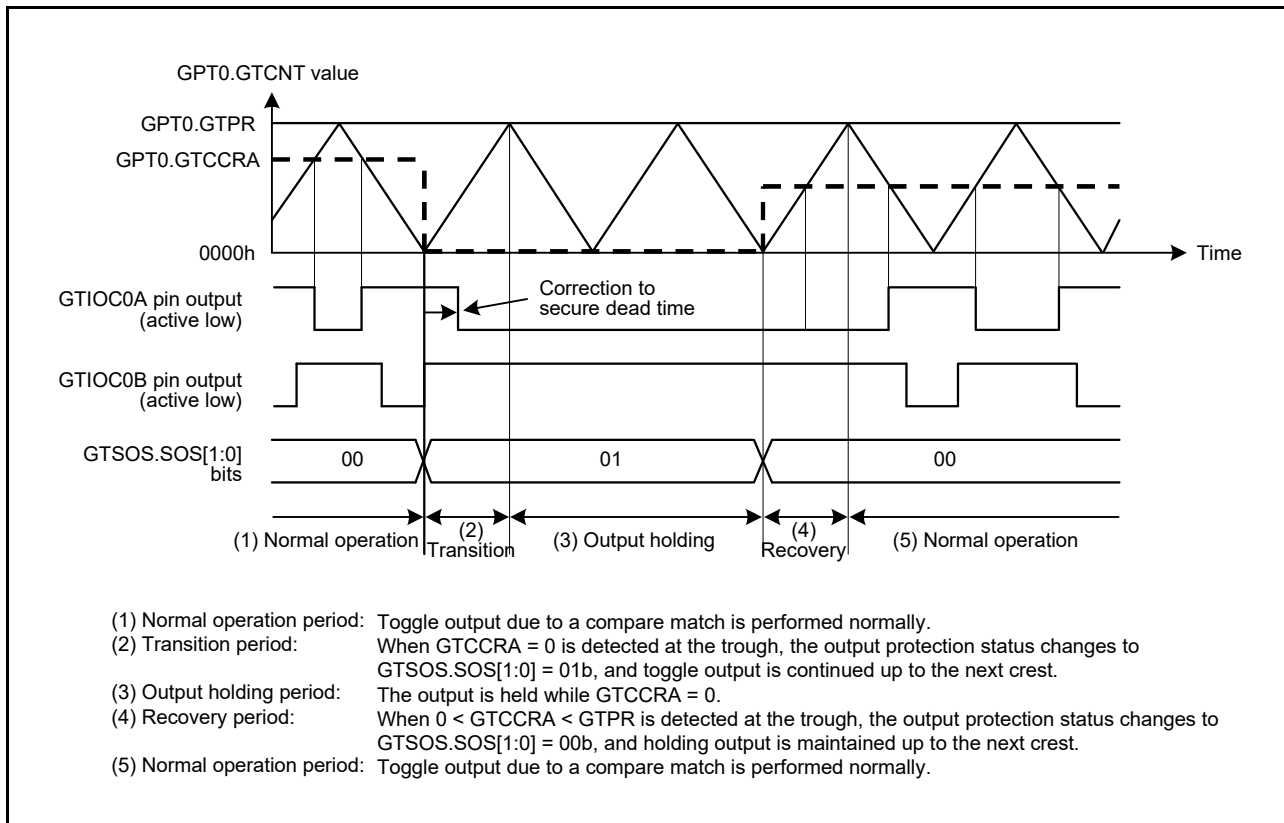 GPT0.GTCNT value
GPT0.GTPR
GPT0.GTCCRA
0000h
Time
GTIOC0A pin output
(active low)
Correction to
secure dead time
GTIOC0B pin output
(active low)
GTSOS.SOS[1:0]
bits
00
01
00
(1) Normal operation
(2)
Transition
(3) Output holding
(4)
Recovery
(5) Normal operation
(1) Normal operation period: Toggle output due to a compare match is performed normally.
(2) Transition period: When GTCCRA = 0 is detected at the trough, the output protection status changes to
GTSOS.SOS[1:0] = 01b, and toggle output is continued up to the next crest.
(3) Output holding period: The output is held while GTCCRA = 0.
(4) Recovery period: When 0 < GTCCRA < GTPR is detected at the trough, the output protection status changes to
GTSOS.SOS[1:0] = 00b, and holding output is maintained up to the next crest.
(5) Normal operation period: Toggle output due to a compare match is performed normally.